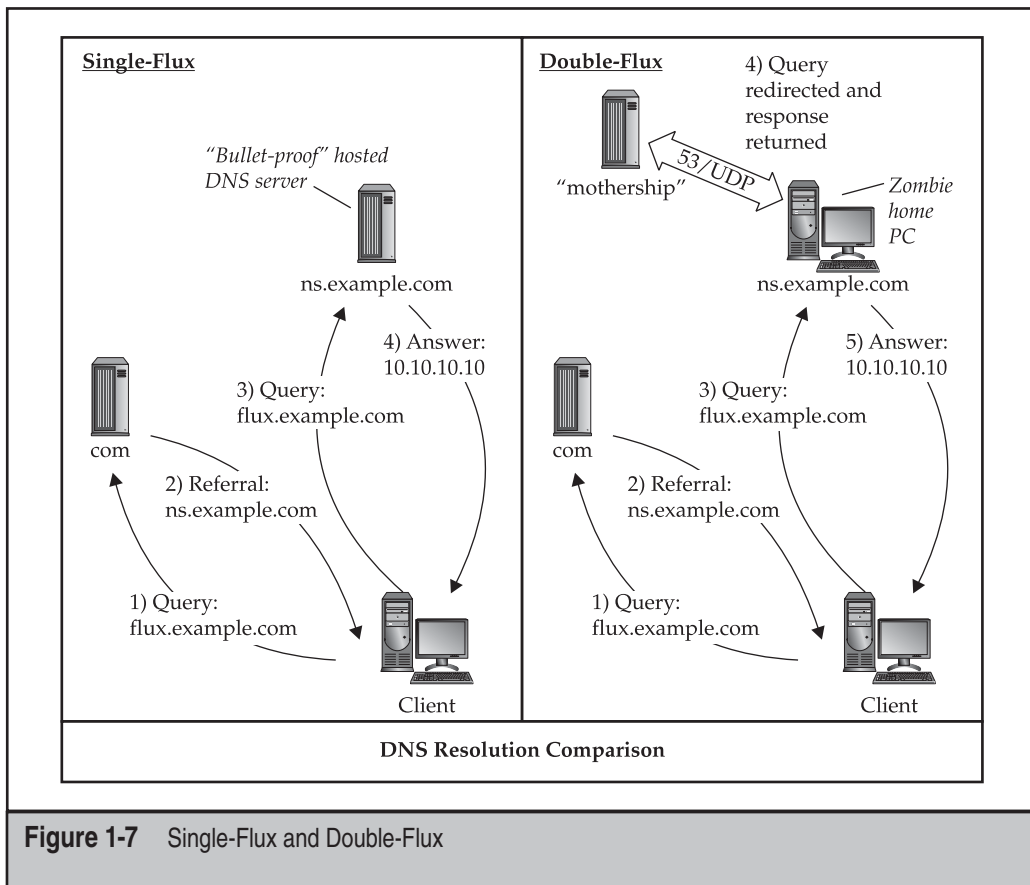 Single-Flux
"Bullet-proof" hosted
DNS server
ns.example.com
4) Answer:
10.10.10.10
3) Query:
flux.example.com
com
2) Referral:
ns.example.com
1) Query:
flux.example.com
Client
Double-Flux
4) Query
redirected and
response
returned
53/UDP
"mothership"
Zombie
home
PC
ns.example.com
5) Answer:
10.10.10.10
3) Query:
flux.example.com
com
2) Referral:
ns.example.com
1) Query:
flux.example.com
Client
DNS Resolution Comparison
Figure 1-7 Single-Flux and Double-Flux